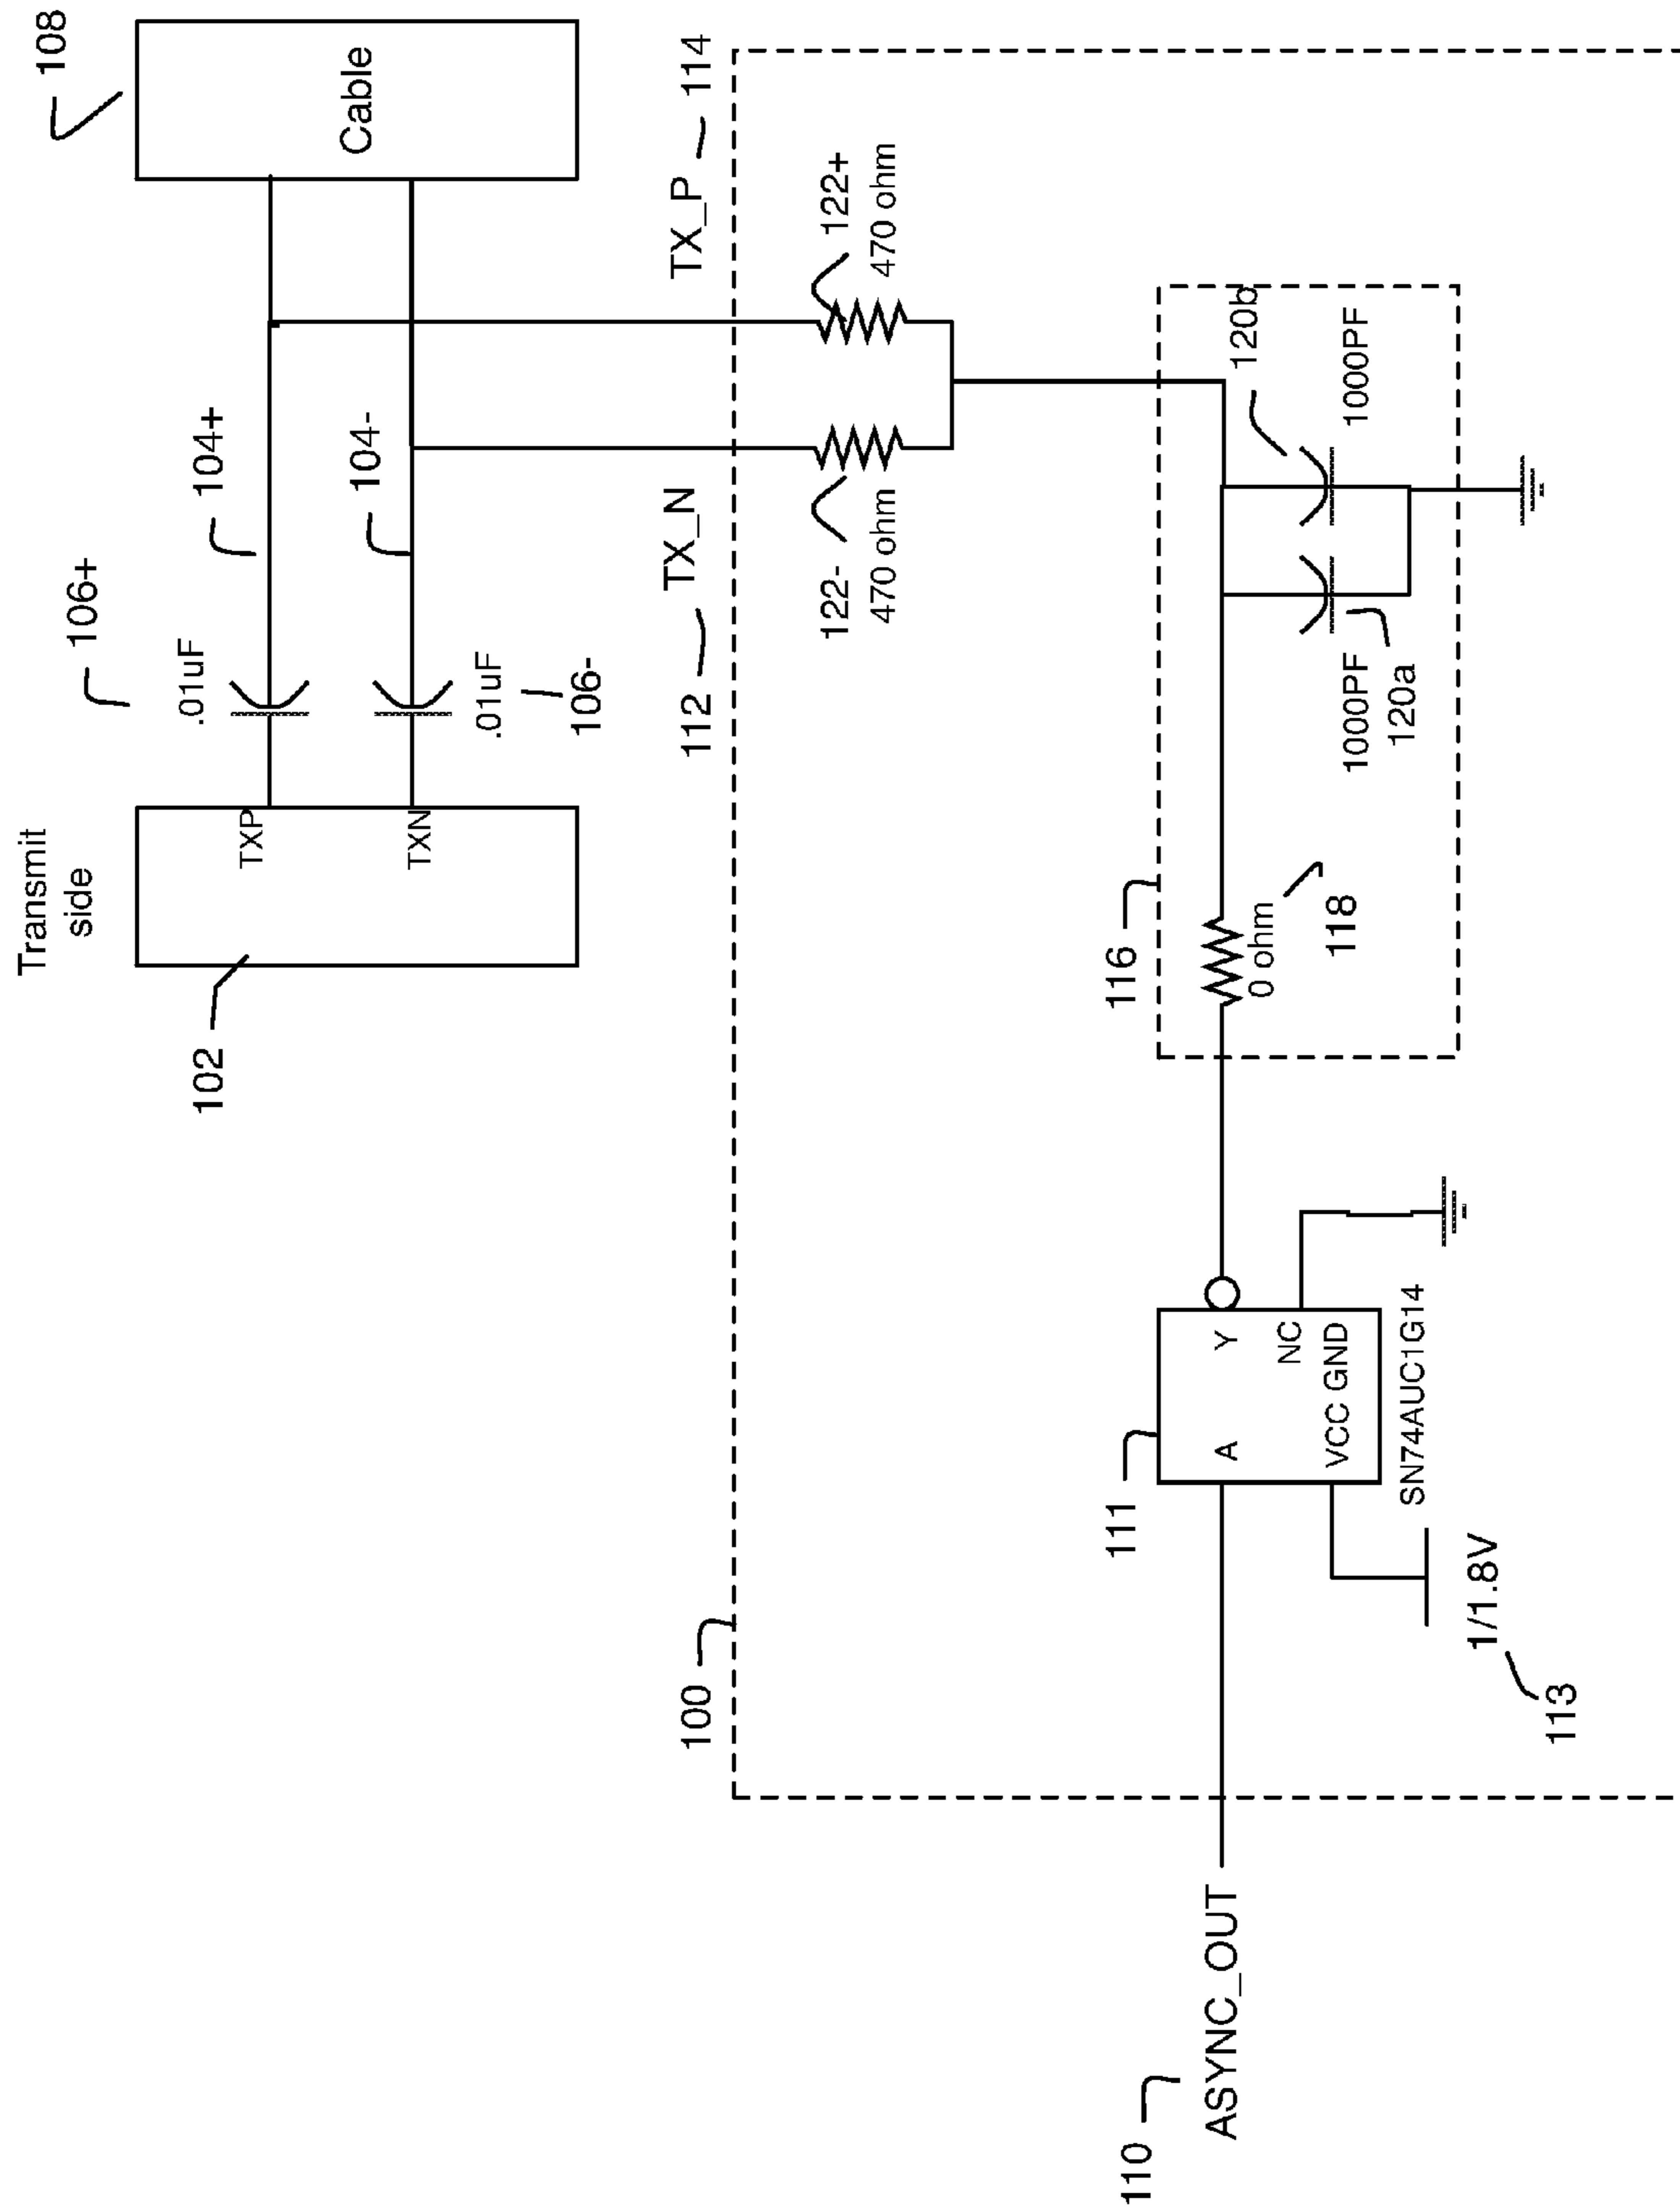 Transmit
side
102
TXP
TXN
106+
.01uF
.01uF
106-
104+
104-
108
Cable
100
112
TX_N
TX_P
114
122-
470 ohm
122+
470 ohm
110
ASYNC_OUT
111
A
Y
NC
VCC GND
SN74AUC1G14
1/1.8V
113
116
0 ohm
118
120b
1000PF
1000PF
120a